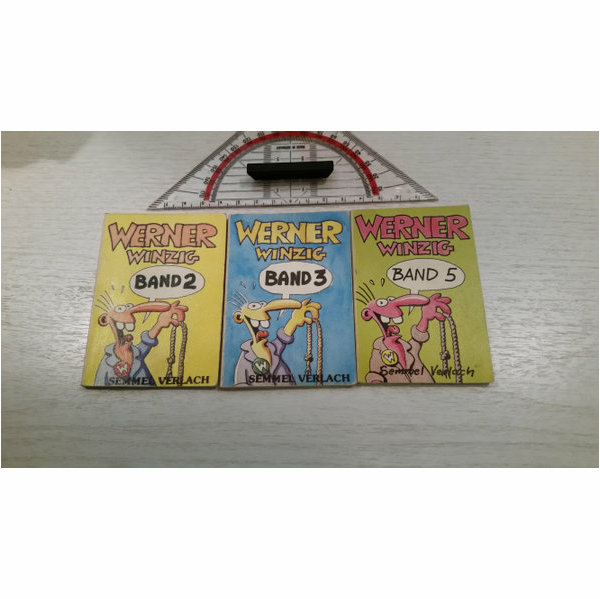 WERNER
WINZIG
BAND 2
W
SEMMEL VERLACH
WERNER
WINZIG
BAND 3
W
SEMMEL VERLACH
WERNER
WINZIG
BAND 5
W
Semmel Verlach